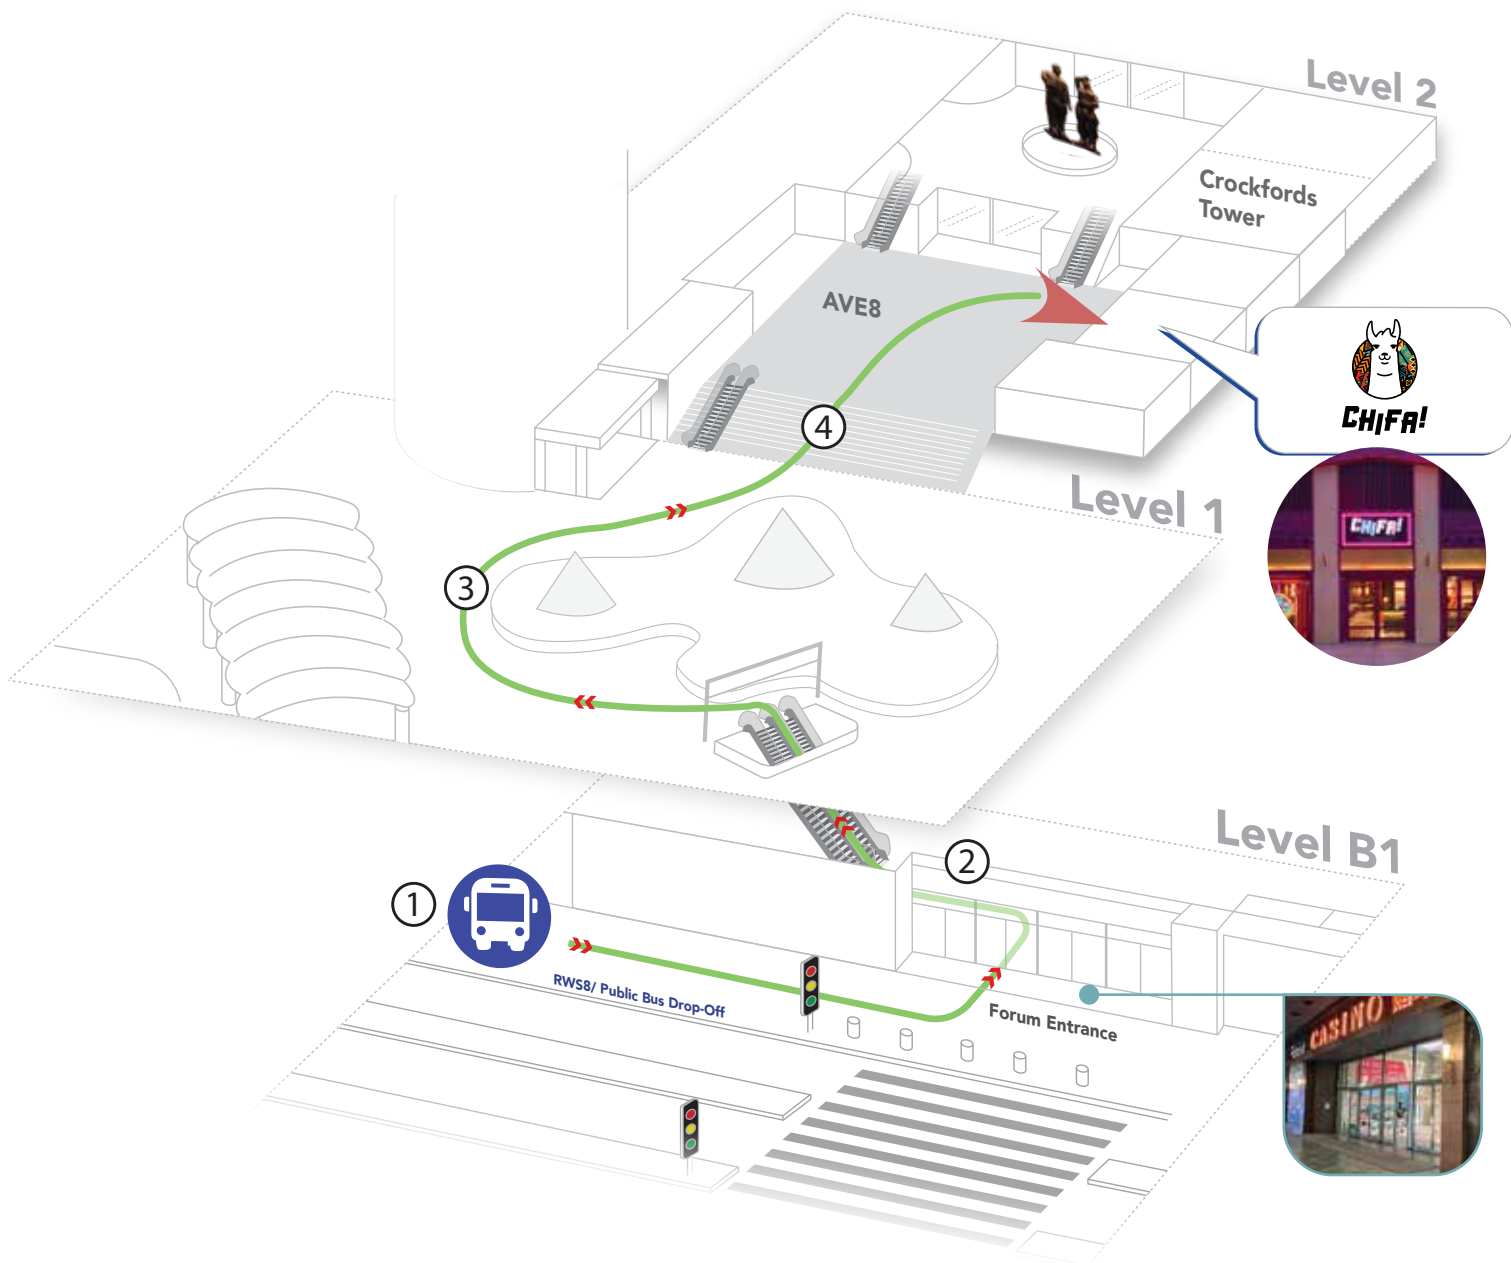 Level 2
Crockfords
Tower
AVE8
CHIFA!
4
Level 1
CHIFA!
3
Level B1
2
1
RWS8/ Public Bus Drop-Off
Forum Entrance
CASINO